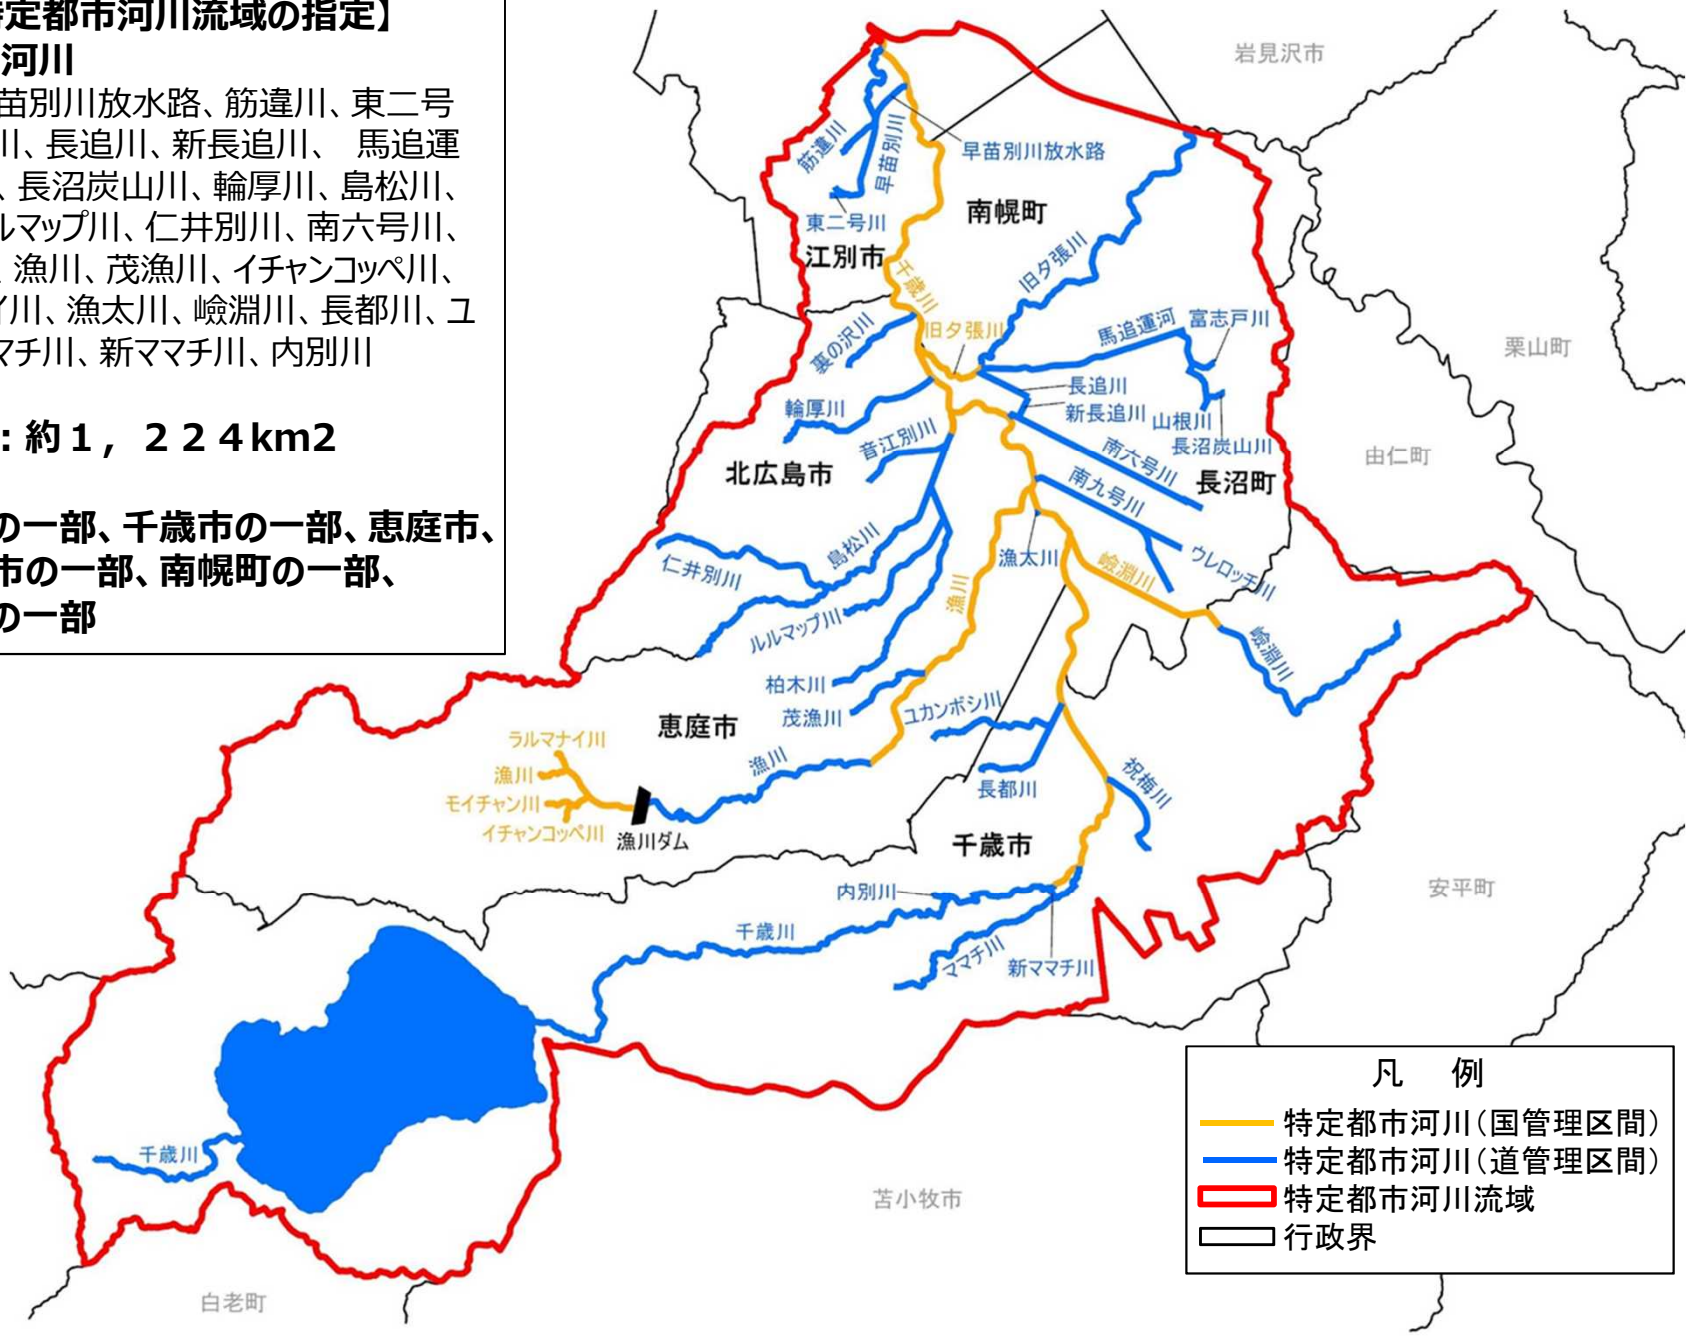 特定都市河川流域の指定】
河川
苗別川放水路、筋違川、東二号
川、長追川、新長追川、 馬追運
、長沼炭山川、輪厚川、島松川、
ルマップ川、仁井別川、南六号川、
、漁川、茂漁川、イチャンコッペ川、
イ川、漁太川、嶮淵川、長都川、ユ
マチ川、新ママチ川、内別川
：約１，２２４km2
の一部、千歳市の一部、恵庭市、
市の一部、南幌町の一部、
の一部
岩見沢市
筋違川
早苗別川
早苗別川放水路
東二号川
南幌町
江別市
千歳川
旧夕張川
裏の沢川
旧夕張川
馬追運河
富志戸川
栗山町
輪厚川
長追川
新長追川
山根川
長沼炭山川
音江別川
北広島市
南六号川
長沼町
由仁町
南九号川
島松川
仁井別川
漁太川
嶮淵川
ウレロッチ川
漁川
ルルマップ川
嶮淵川
柏木川
茂漁川
恵庭市
ユカンボシ川
ラルマナイ川
漁川
漁川
モイチャン川
イチャンコッペ川
漁川ダム
長都川
祝梅川
千歳市
内別川
安平町
千歳川
ママチ川
新ママチ川
千歳川
苫小牧市
白老町
凡 例
特定都市河川（国管理区間）
特定都市河川（道管理区間）
特定都市河川流域
行政界